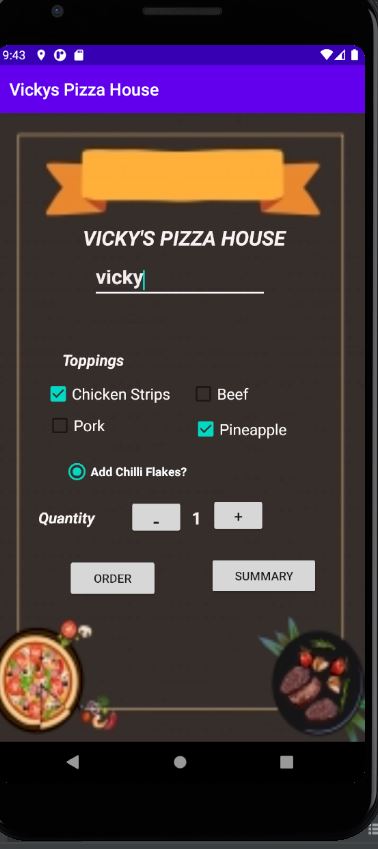 9:43
Vickys Pizza House
VICKY'S PIZZA HOUSE
vicky
Toppings
Chicken Strips Beef
Pork Pineapple
Add Chilli Flakes?
Quantity - 1 +
ORDER SUMMARY